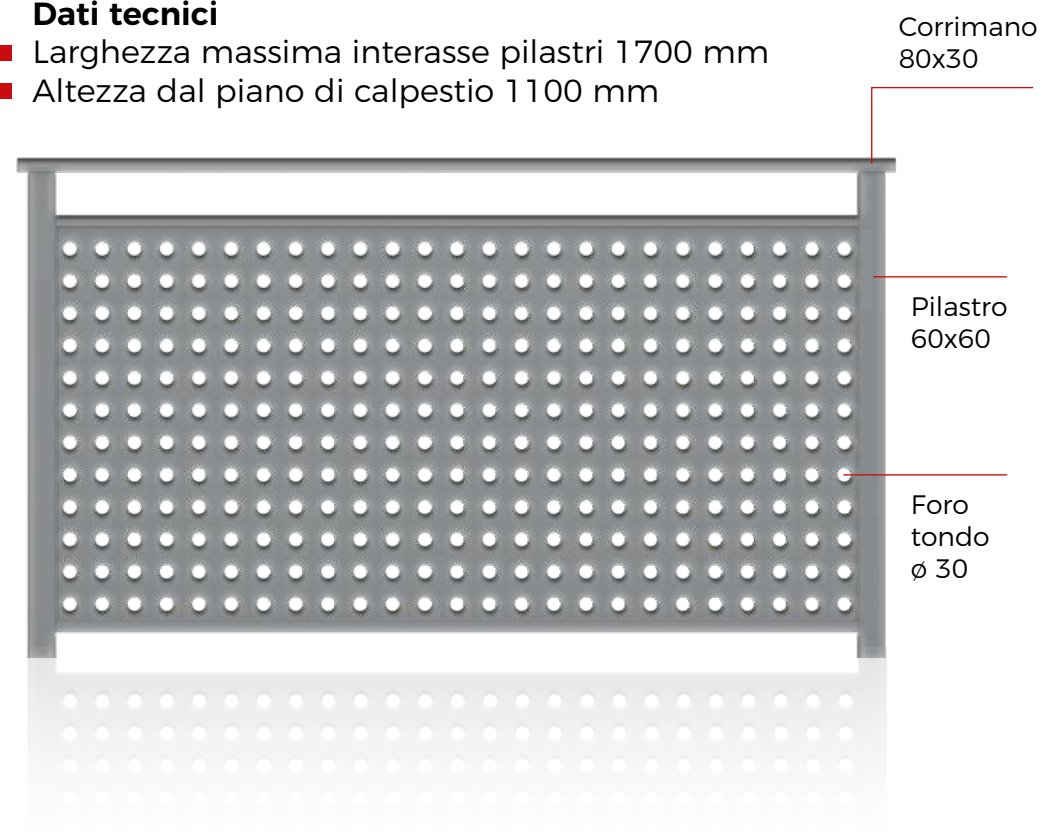 Dati tecnici
Larghezza massima interasse pilastri 1700 mm
Altezza dal piano di calpestio 1100 mm
Corrimano
80x30
Pilastro
60x60
Foro
tondo
ø 30